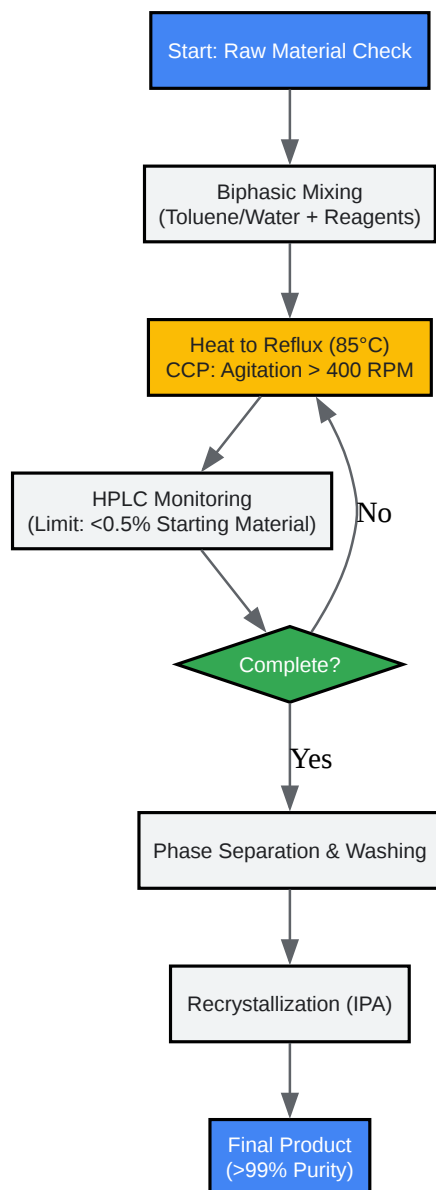 Start: Raw Material Check
Biphasic Mixing
(Toluene/Water + Reagents)
Heat to Reflux (85°C)
CCP: Agitation > 400 RPM
HPLC Monitoring
(Limit: <0.5% Starting Material)
No
Complete?
Yes
Phase Separation & Washing
Recrystallization (IPA)
Final Product
(>99% Purity)